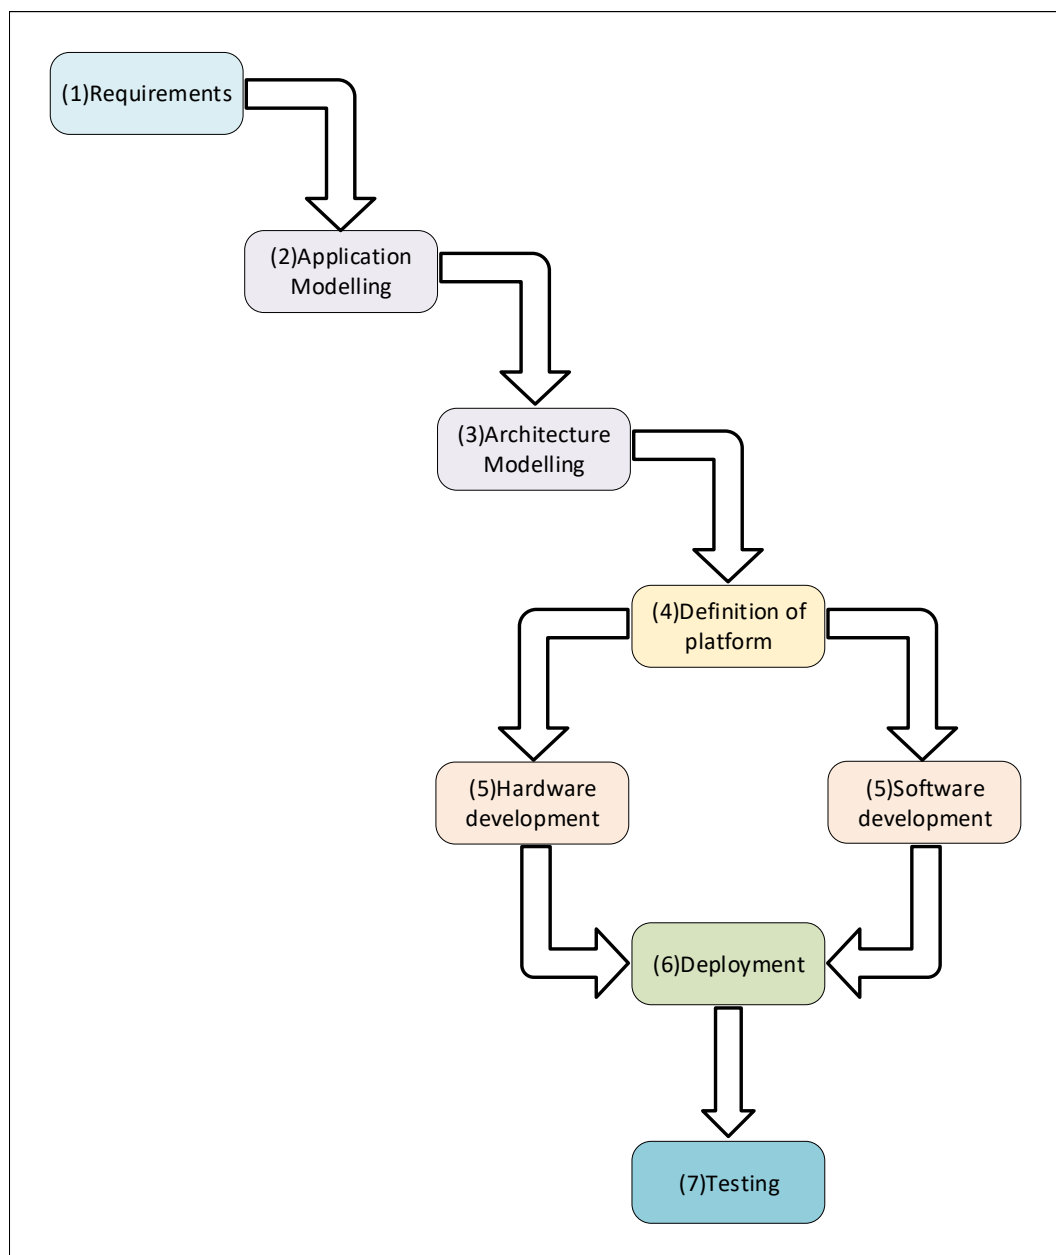 (1)Requirements
(2)Application
Modelling
(3)Architecture
Modelling
(4)Definition of
platform
(5)Hardware
development
(5)Software
development
(6)Deployment
(7)Testing